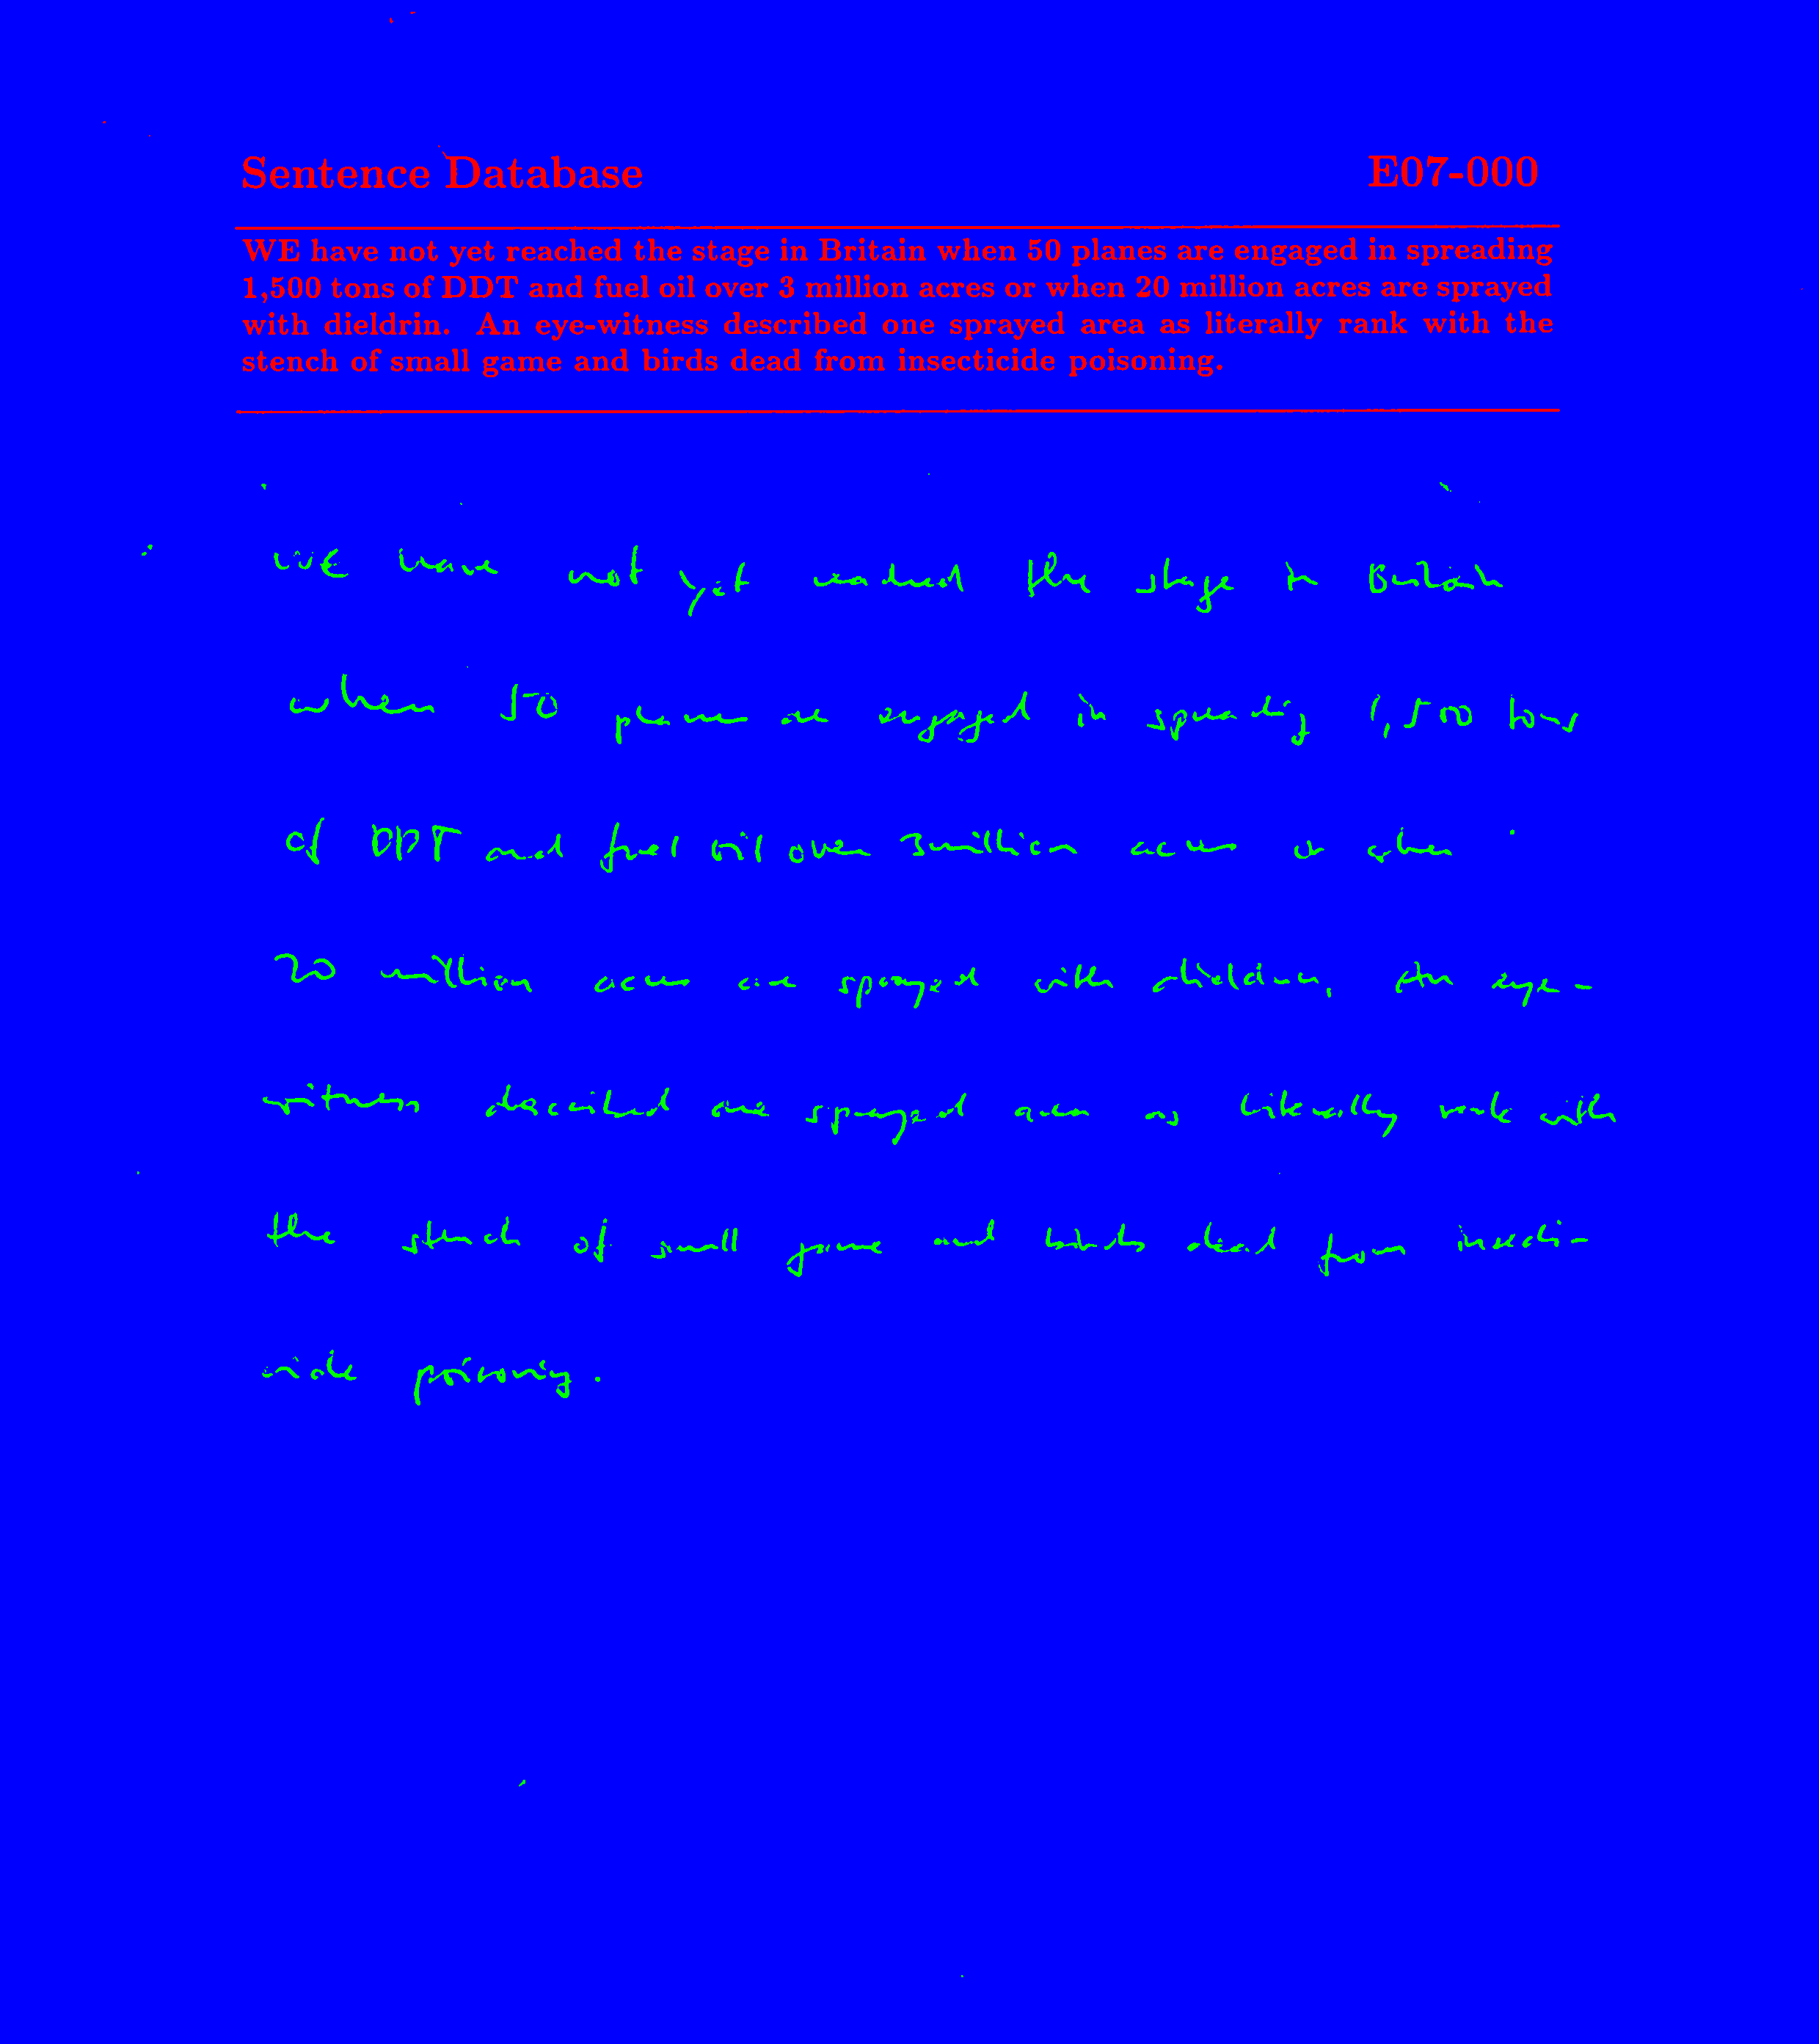 Sentence Database E07-000
WE have not yet reached the stage in Britain when 50 planes are engaged in spreading
1,500 tons of DDT and fuel oil over 3 million acres or when 20 million acres are sprayed
with dieldrin. An eye-witness described one sprayed area as literally rank with the
stench of small game and birds dead from insecticide poisoning.
WE have not yet reached the stage in Britain
when 50 planes are engaged in spreading 1,500 tons
of DDT and fuel oil over 3 million acres or when
20 million acres are sprayed with dieldrin. An eye-
witness described one sprayed area as literally rank with
the stench of small game and birds dead from insecti-
cide poisoning.